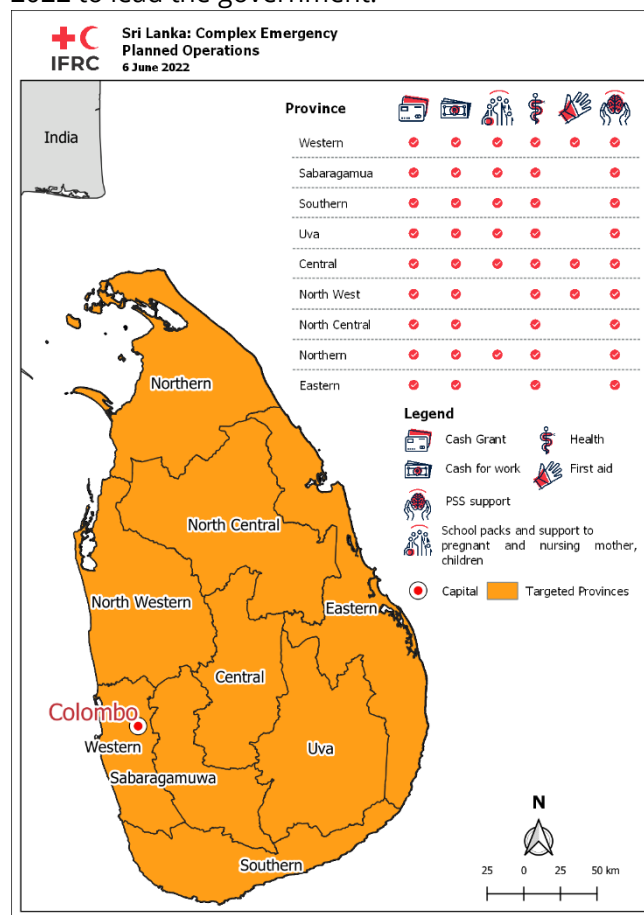 2022 to lead the government.
IFRC
Sri Lanka: Complex Emergency
Planned Operations
6 June 2022
India
Province
Western
Sabaragamua
Southern
Uva
Central
North West
North Central
Northern
Eastern
Legend
Cash Grant
Health
Cash for work
First aid
PSS support
School packs and support to
pregnant and nursing mother,
children
Capital
Targeted Provinces
Northern
North Central
North Western
Eastern
Central
Colombo
Western
Uva
Sabaragamuwa
Southern
N
25 0 25 50 km